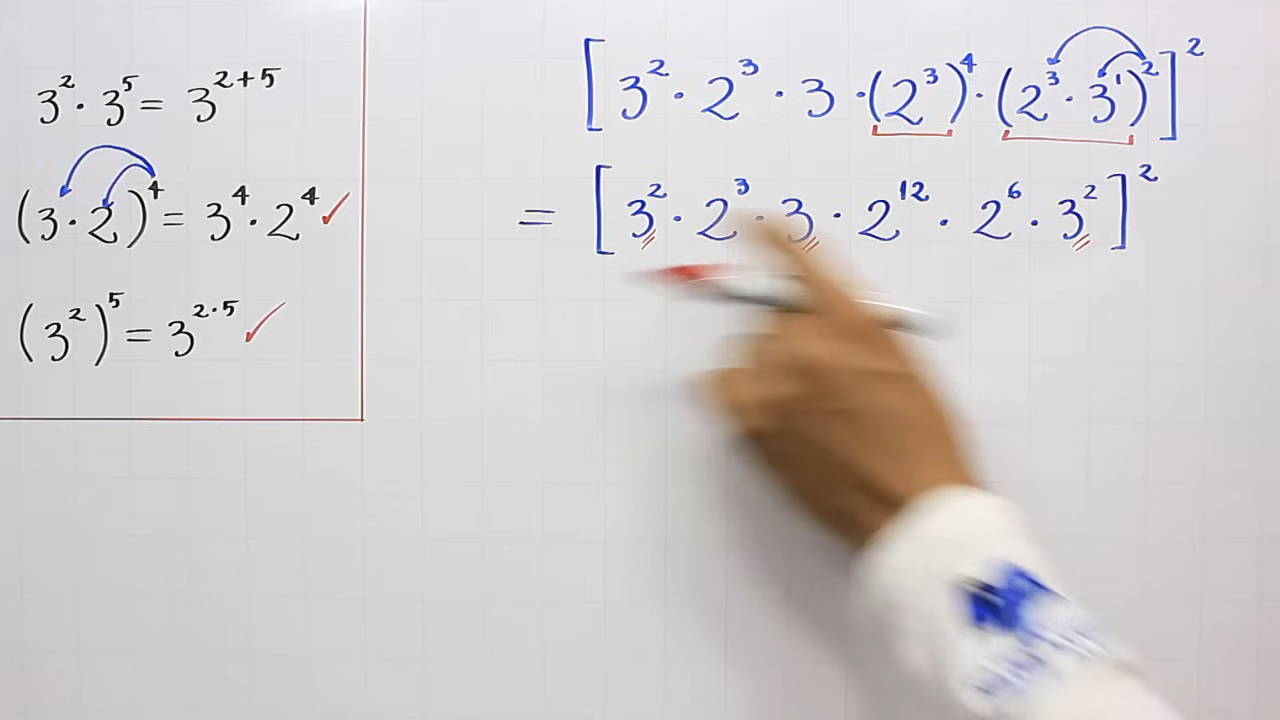 3² · 3⁵ = 3²⁺⁵
(3 · 2)⁴ = 3⁴ · 2⁴ ✓
(3²)⁵ = 3²·⁵ ✓
[3² · 2³ · 3 · (2³)⁴ · (2³ · 3¹)²]²
= [3² · 2³ · 3 · 2¹² · 2⁶ · 3²]²